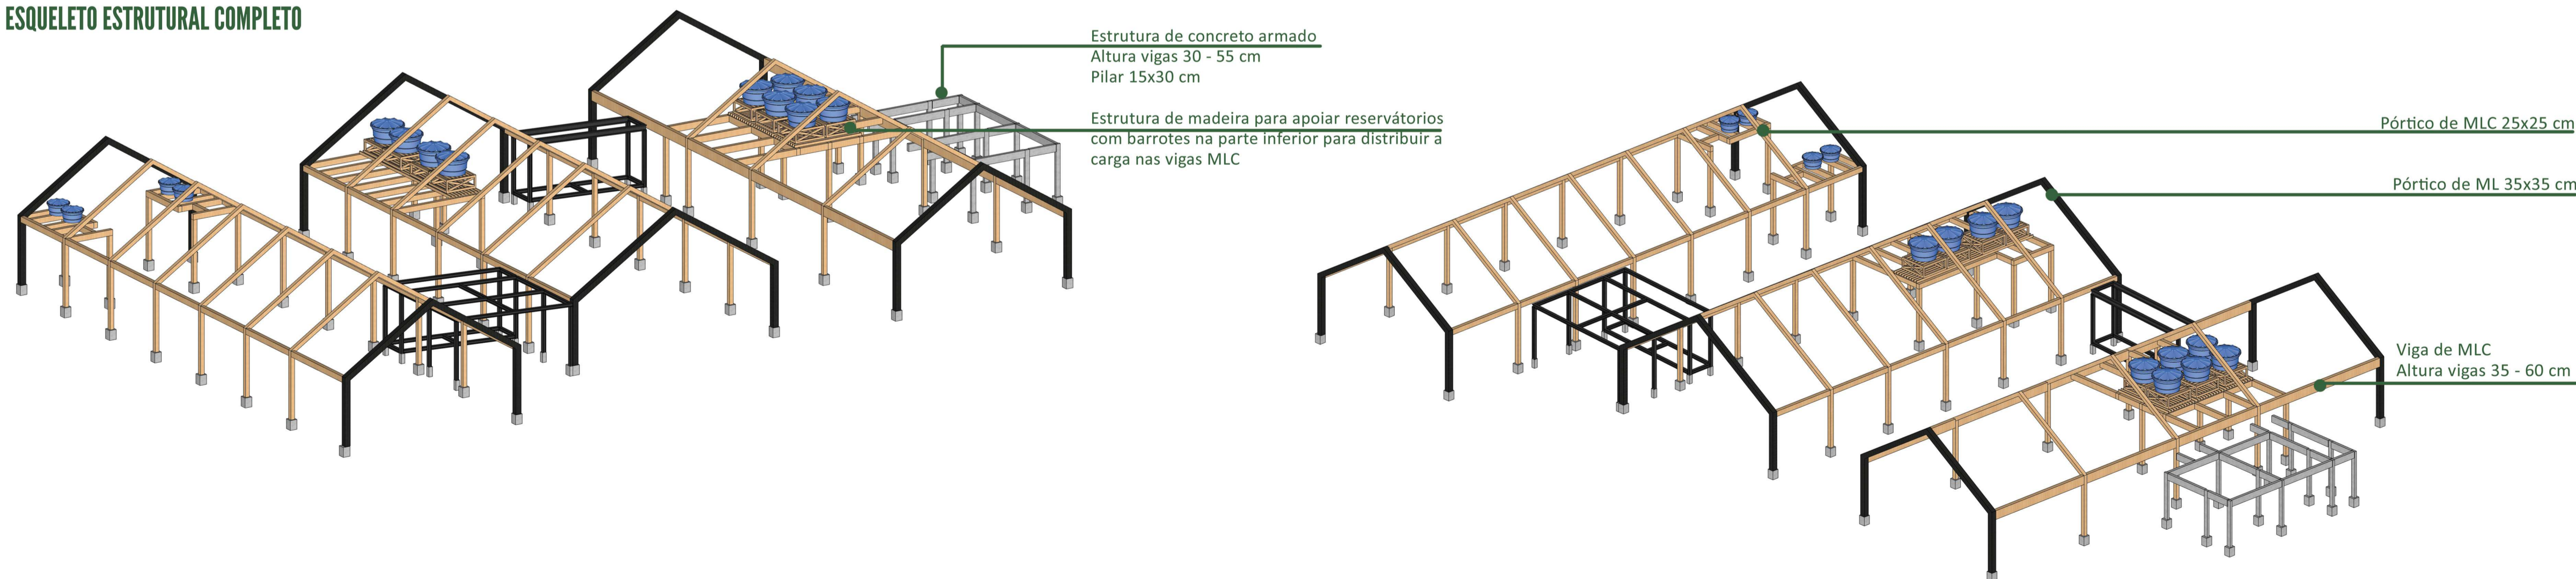 ESQUELETO ESTRUTURAL COMPLETO
Estrutura de concreto armado
Altura vigas 30 - 55 cm
Pilar 15x30 cm
Estrutura de madeira para apoiar resérvátorios
com barrotes na parte inferior para distribuir a
carga nas vigas MLC
Pórtico de MLC 25x25 cm
Pórtico de ML 35x35 cm
Viga de MLC
Altura vigas 35 - 60 cm